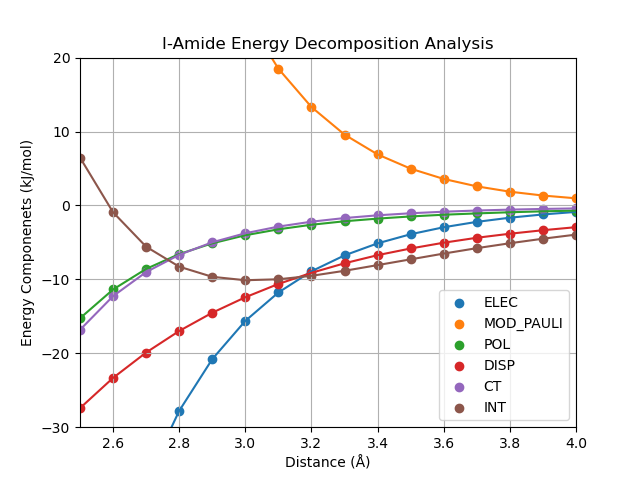 I-Amide Energy Decomposition Analysis
Energy Componenets (kJ/mol)
20
10
0
−10
−20
−30
2.6 2.8 3.0 3.2 3.4 3.6 3.8 4.0
Distance (Å)
ELEC
MOD_PAULI
POL
DISP
CT
INT